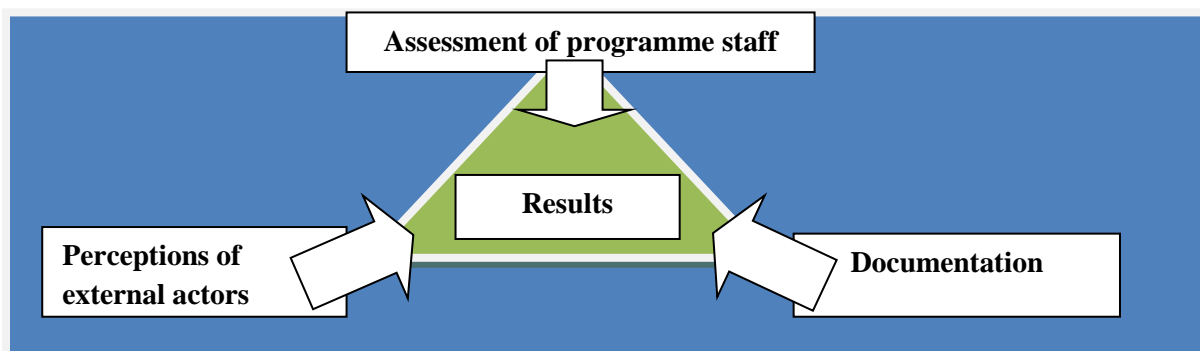 Assessment of programme staff
Results
Perceptions of
external actors
Documentation